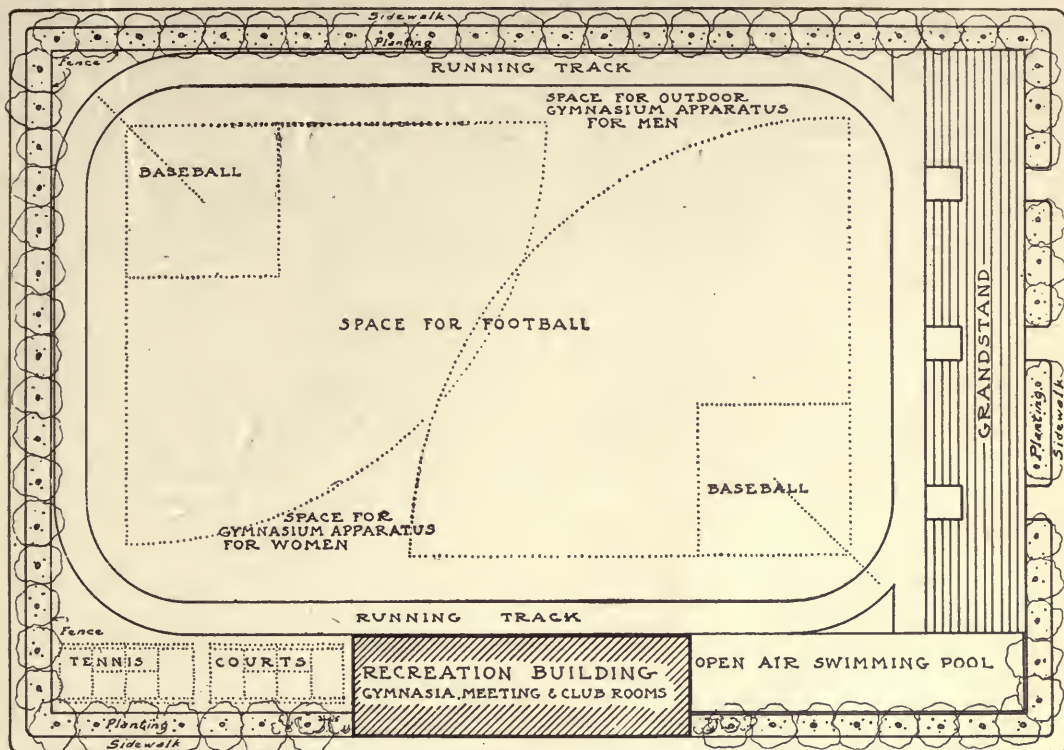 Sidewalk
Planting
Fence
RUNNING TRACK
SPACE FOR OUTDOOR
GYMNASIUM APPARATUS
FOR MEN
BASEBALL
SPACE FOR FOOTBALL
GRANDSTAND
Planting
Sidewalk
BASEBALL
SPACE FOR
GYMNASIUM APPARATUS
FOR WOMEN
RUNNING TRACK
Fence
TENNIS COURTS
RECREATION BUILDING
GYMNASIA, MEETING & CLUB ROOMS
OPEN AIR SWIMMING POOL
Planting
Sidewalk